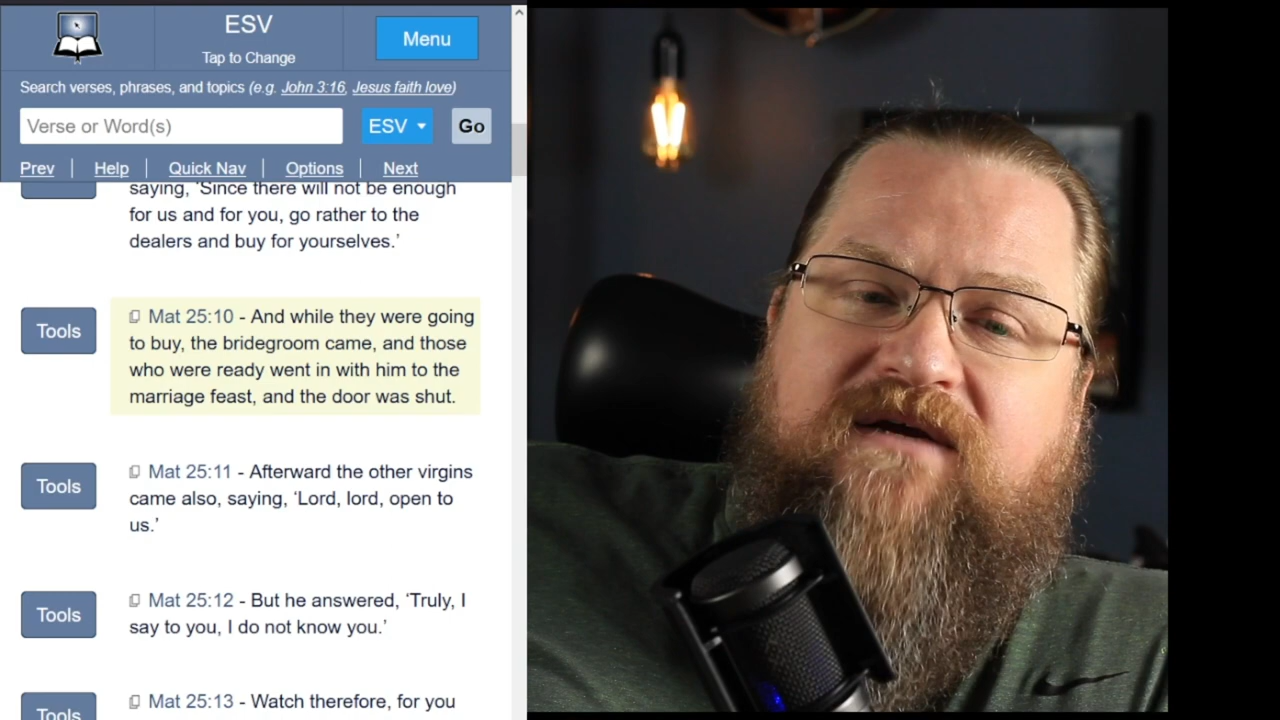 ESV
Tap to Change
Menu
Search verses, phrases, and topics (e.g. John 3:16, Jesus faith love)
Verse or Word(s)
ESV
Go
Prev
Help
Quick Nav
Options
Next
saying, ‘Since there will not be enough
for us and for you, go rather to the
dealers and buy for yourselves.’
Tools
Mat 25:10 - And while they were going
to buy, the bridegroom came, and those
who were ready went in with him to the
marriage feast, and the door was shut.
Tools
Mat 25:11 - Afterward the other virgins
came also, saying, ‘Lord, lord, open to
us.’
Tools
Mat 25:12 - But he answered, ‘Truly, I
say to you, I do not know you.’
Tools
Mat 25:13 - Watch therefore, for you